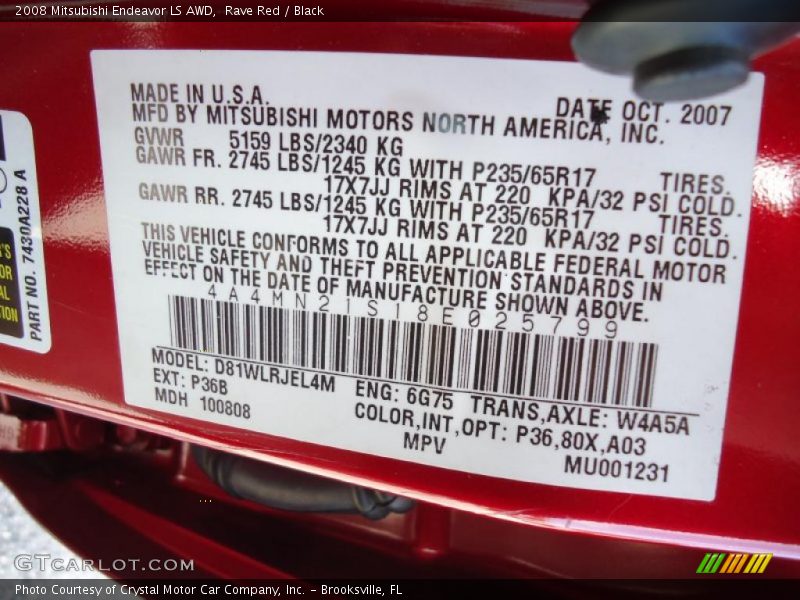 2008 Mitsubishi Endeavor LS AWD,  Rave Red / Black
MADE IN U.S.A.
DATE OCT. 2007
MFD BY MITSUBISHI MOTORS NORTH AMERICA, INC.
GVWR 5159 LBS/2340 KG
GAWR FR. 2745 LBS/1245 KG WITH P235/65R17 TIRES.
17X7JJ RIMS AT 220 KPA/32 PSI COLD.
GAWR RR. 2745 LBS/1245 KG WITH P235/65R17 TIRES.
17X7JJ RIMS AT 220 KPA/32 PSI COLD.
THIS VEHICLE CONFORMS TO ALL APPLICABLE FEDERAL MOTOR
VEHICLE SAFETY AND THEFT PREVENTION STANDARDS IN
EFFECT ON THE DATE OF MANUFACTURE SHOWN ABOVE.
4A4MN21S18E025799
MODEL: D81WLRJEL4M
EXT: P36B
ENG: 6G75 TRANS,AXLE: W4A5A
MDH 100808
COLOR,INT,OPT: P36,80X,A03
MPV
MU001231
PART NO. 7430A228 A
GTCARLOT.COM
Photo Courtesy of Crystal Motor Car Company, Inc. – Brooksville, FL